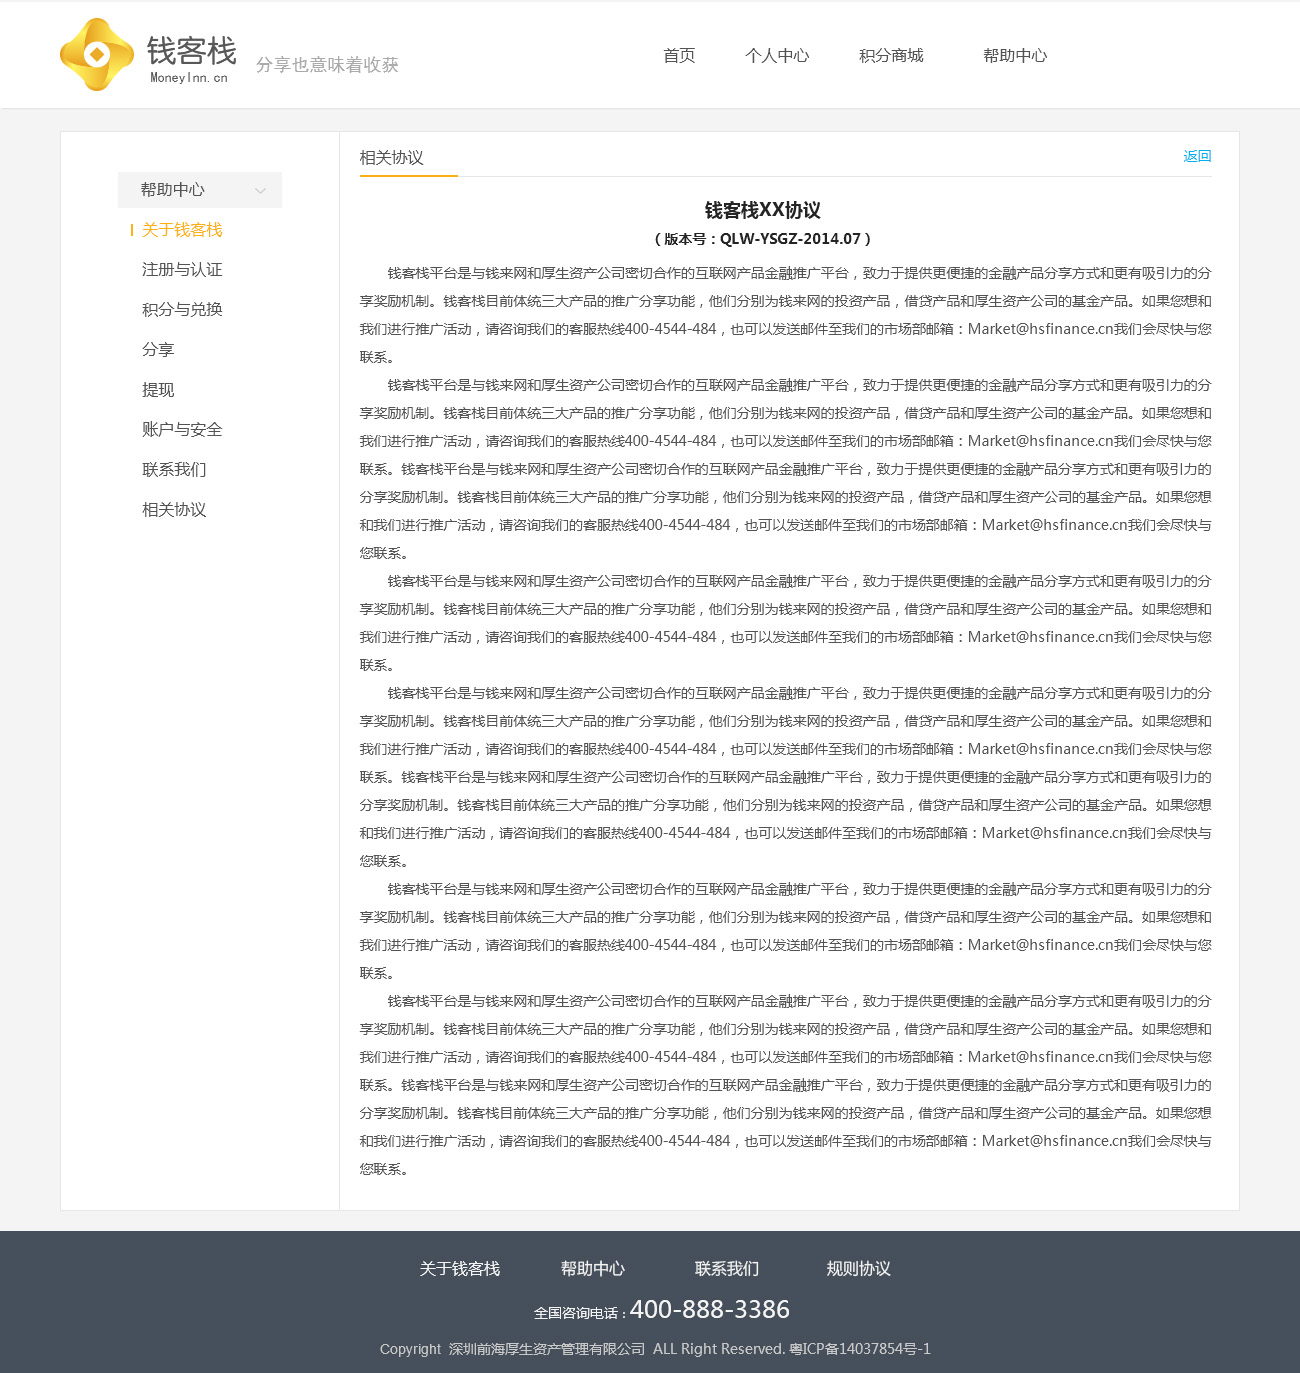 钱客栈
MoneyInn.cn
分享也意味着收获
首页 个人中心 积分商城 帮助中心
帮助中心
关于钱客栈
注册与认证
积分与兑换
分享
提现
账户与安全
联系我们
相关协议
相关协议 返回
钱客栈XX协议
（版本号：QLW-YSGZ-2014.07）
钱客栈平台是与钱来网和厚生资产公司密切合作的互联网产品金融推广平台，致力于提供更便捷的金融产品分享方式和更有吸引力的分
享奖励机制。钱客栈目前体统三大产品的推广分享功能，他们分别为钱来网的投资产品，借贷产品和厚生资产公司的基金产品。如果您想和
我们进行推广活动，请咨询我们的客服热线400-4544-484，也可以发送邮件至我们的市场部邮箱：Market@hsfinance.cn我们会尽快与您
联系。
钱客栈平台是与钱来网和厚生资产公司密切合作的互联网产品金融推广平台，致力于提供更便捷的金融产品分享方式和更有吸引力的分
享奖励机制。钱客栈目前体统三大产品的推广分享功能，他们分别为钱来网的投资产品，借贷产品和厚生资产公司的基金产品。如果您想和
我们进行推广活动，请咨询我们的客服热线400-4544-484，也可以发送邮件至我们的市场部邮箱：Market@hsfinance.cn我们会尽快与您
联系。钱客栈平台是与钱来网和厚生资产公司密切合作的互联网产品金融推广平台，致力于提供更便捷的金融产品分享方式和更有吸引力的
分享奖励机制。钱客栈目前体统三大产品的推广分享功能，他们分别为钱来网的投资产品，借贷产品和厚生资产公司的基金产品。如果您想
和我们进行推广活动，请咨询我们的客服热线400-4544-484，也可以发送邮件至我们的市场部邮箱：Market@hsfinance.cn我们会尽快与
您联系。
钱客栈平台是与钱来网和厚生资产公司密切合作的互联网产品金融推广平台，致力于提供更便捷的金融产品分享方式和更有吸引力的分
享奖励机制。钱客栈目前体统三大产品的推广分享功能，他们分别为钱来网的投资产品，借贷产品和厚生资产公司的基金产品。如果您想和
我们进行推广活动，请咨询我们的客服热线400-4544-484，也可以发送邮件至我们的市场部邮箱：Market@hsfinance.cn我们会尽快与您
联系。
钱客栈平台是与钱来网和厚生资产公司密切合作的互联网产品金融推广平台，致力于提供更便捷的金融产品分享方式和更有吸引力的分
享奖励机制。钱客栈目前体统三大产品的推广分享功能，他们分别为钱来网的投资产品，借贷产品和厚生资产公司的基金产品。如果您想和
我们进行推广活动，请咨询我们的客服热线400-4544-484，也可以发送邮件至我们的市场部邮箱：Market@hsfinance.cn我们会尽快与您
联系。钱客栈平台是与钱来网和厚生资产公司密切合作的互联网产品金融推广平台，致力于提供更便捷的金融产品分享方式和更有吸引力的
分享奖励机制。钱客栈目前体统三大产品的推广分享功能，他们分别为钱来网的投资产品，借贷产品和厚生资产公司的基金产品。如果您想
和我们进行推广活动，请咨询我们的客服热线400-4544-484，也可以发送邮件至我们的市场部邮箱：Market@hsfinance.cn我们会尽快与
您联系。
钱客栈平台是与钱来网和厚生资产公司密切合作的互联网产品金融推广平台，致力于提供更便捷的金融产品分享方式和更有吸引力的分
享奖励机制。钱客栈目前体统三大产品的推广分享功能，他们分别为钱来网的投资产品，借贷产品和厚生资产公司的基金产品。如果您想和
我们进行推广活动，请咨询我们的客服热线400-4544-484，也可以发送邮件至我们的市场部邮箱：Market@hsfinance.cn我们会尽快与您
联系。
钱客栈平台是与钱来网和厚生资产公司密切合作的互联网产品金融推广平台，致力于提供更便捷的金融产品分享方式和更有吸引力的分
享奖励机制。钱客栈目前体统三大产品的推广分享功能，他们分别为钱来网的投资产品，借贷产品和厚生资产公司的基金产品。如果您想和
我们进行推广活动，请咨询我们的客服热线400-4544-484，也可以发送邮件至我们的市场部邮箱：Market@hsfinance.cn我们会尽快与您
联系。钱客栈平台是与钱来网和厚生资产公司密切合作的互联网产品金融推广平台，致力于提供更便捷的金融产品分享方式和更有吸引力的
分享奖励机制。钱客栈目前体统三大产品的推广分享功能，他们分别为钱来网的投资产品，借贷产品和厚生资产公司的基金产品。如果您想
和我们进行推广活动，请咨询我们的客服热线400-4544-484，也可以发送邮件至我们的市场部邮箱：Market@hsfinance.cn我们会尽快与
您联系。
关于钱客栈 帮助中心 联系我们 规则协议
全国咨询电话：400-888-3386
Copyright 深圳前海厚生资产管理有限公司 ALL Right Reserved. 粤ICP备14037854号-1